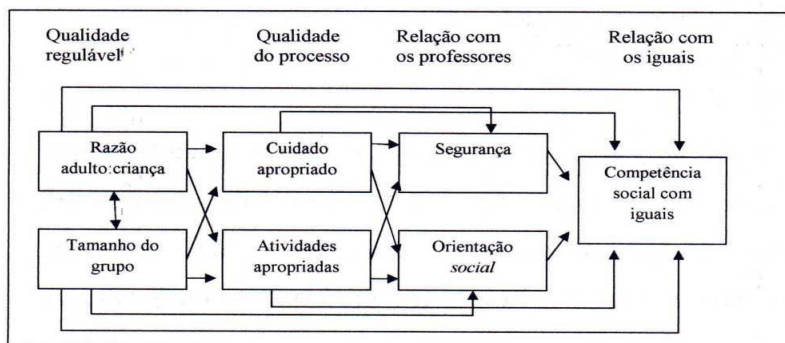 Qualidade regulável
Qualidade do processo
Relação com os professores
Relação com os iguais
Razão
adulto:criança
Cuidado
apropriado
Segurança
Competência
social com
iguais
Tamanho do
grupo
Atividades
apropriadas
Orientação
social